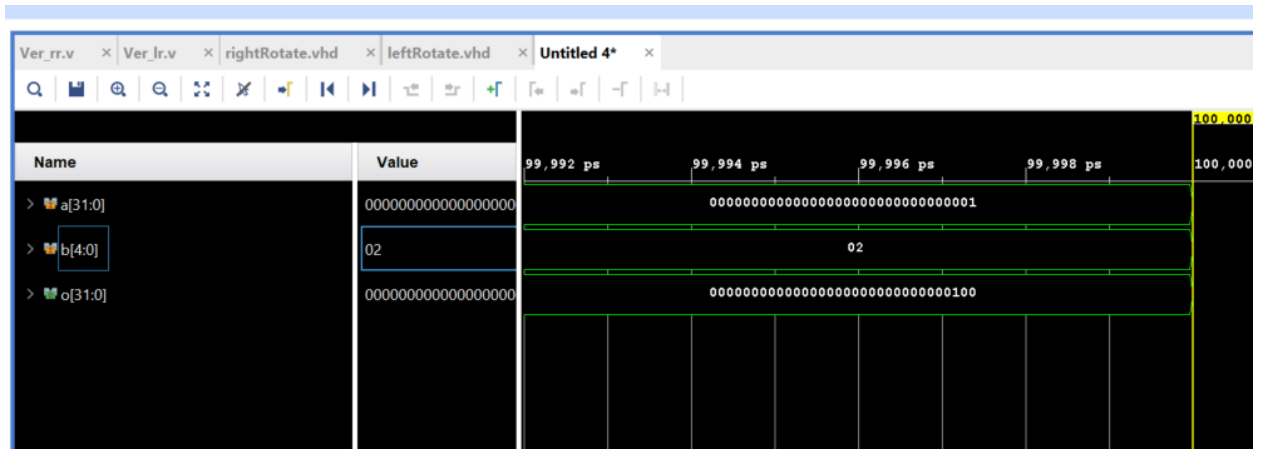 Ver_rr.v × Ver_lr.v × rightRotate.vhd × leftRotate.vhd × Untitled 4* ×
100,000
Name Value 99,992 ps 99,994 ps 99,996 ps 99,998 ps 100,000
> a[31:0] 000000000000000000 00000000000000000000000000000001
> b[4:0] 02 02
> o[31:0] 000000000000000000 00000000000000000000000000000100